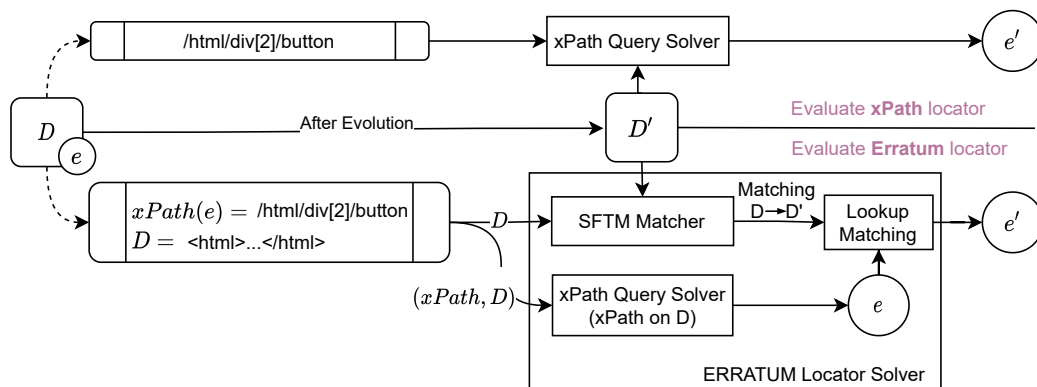 /html/div[2]/button
xPath Query Solver
e′
D
e
After Evolution
D′
Evaluate xPath locator
Evaluate Erratum locator
xPath(e) = /html/div[2]/button
D = <html>...</html>
D
SFTM Matcher
Matching
D→D'
Lookup
Matching
e′
(xPath, D)
xPath Query Solver
(xPath on D)
e
ERRATUM Locator Solver